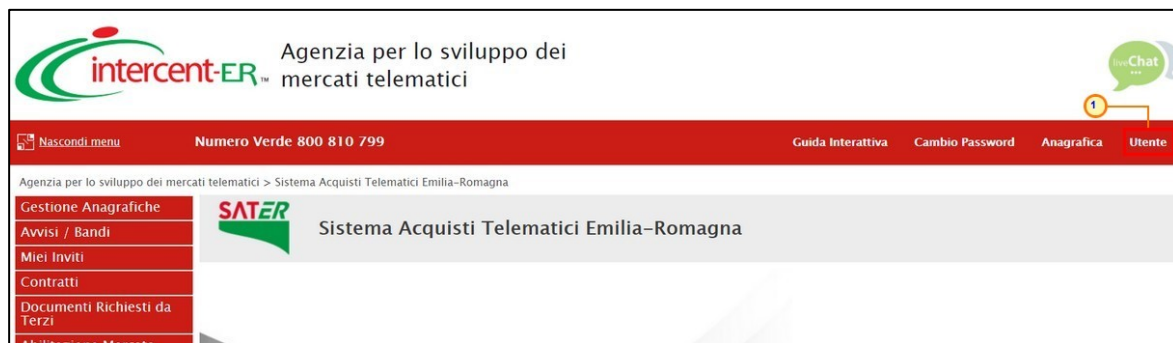 intercent-ER™
Agenzia per lo sviluppo dei
mercati telematici
liveChat
1
Nascondi menu
Numero Verde 800 810 799
Guida Interattiva
Cambio Password
Anagrafica
Utente
Agenzia per lo sviluppo dei mercati telematici > Sistema Acquisti Telematici Emilia-Romagna
Gestione Anagrafiche
Avvisi / Bandi
Miei Inviti
Contratti
Documenti Richiesti da
Terzi
SATER
Sistema Acquisti Telematici Emilia-Romagna